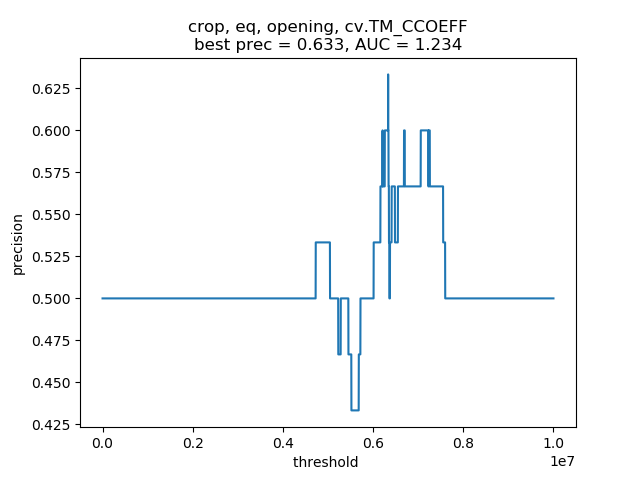 crop, eq, opening, cv.TM_CCOEFF
best prec = 0.633, AUC = 1.234
0.625
0.600
0.575
0.550
0.525
0.500
0.475
0.450
0.425
precision
0.0 0.2 0.4 0.6 0.8 1.0
1e7
threshold